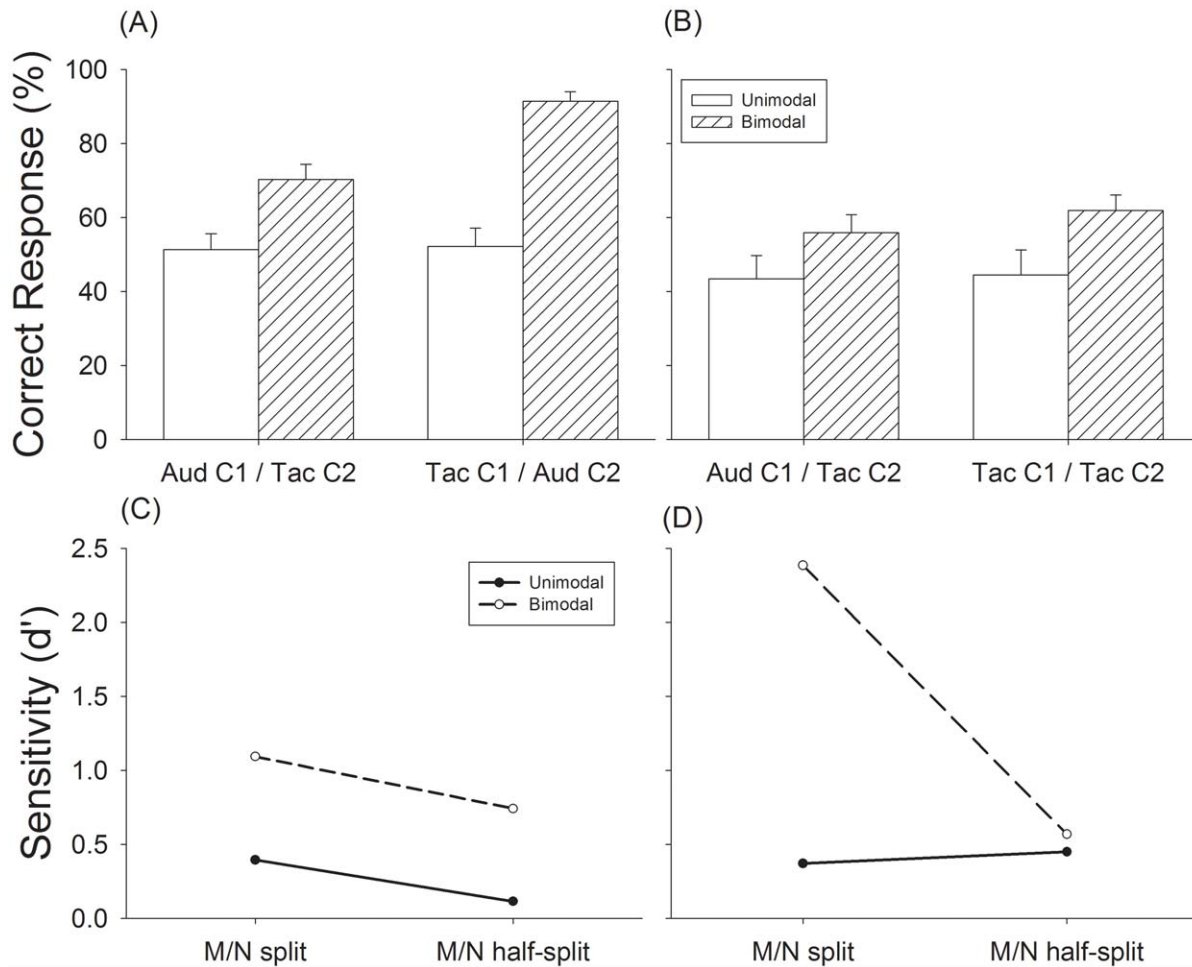 (A)
(B)
Correct Response (%)
100
80
60
40
20
0
Unimodal
Bimodal
Aud C1 / Tac C2
Tac C1 / Aud C2
Aud C1 / Tac C2
Tac C1 / Tac C2
(C)
(D)
Sensitivity (d')
2.5
2.0
1.5
1.0
0.5
0.0
Unimodal
Bimodal
M/N split
M/N half-split
M/N split
M/N half-split